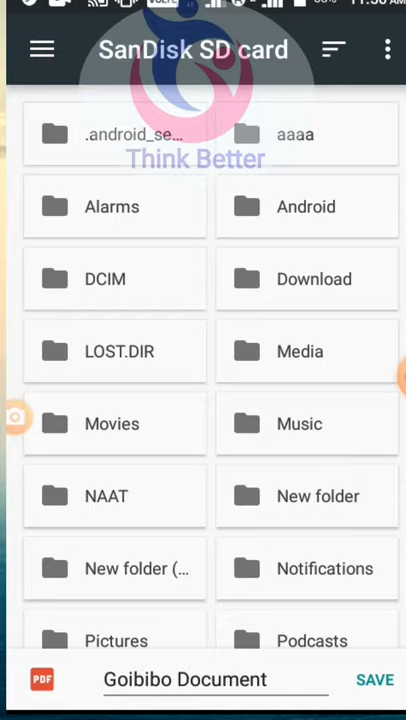 SanDisk SD card
.android_se...
aaaa
Think Better
Alarms
Android
DCIM
Download
LOST.DIR
Media
Movies
Music
NAAT
New folder
New folder (...
Notifications
Pictures
Podcasts
PDF
Goibibo Document
SAVE